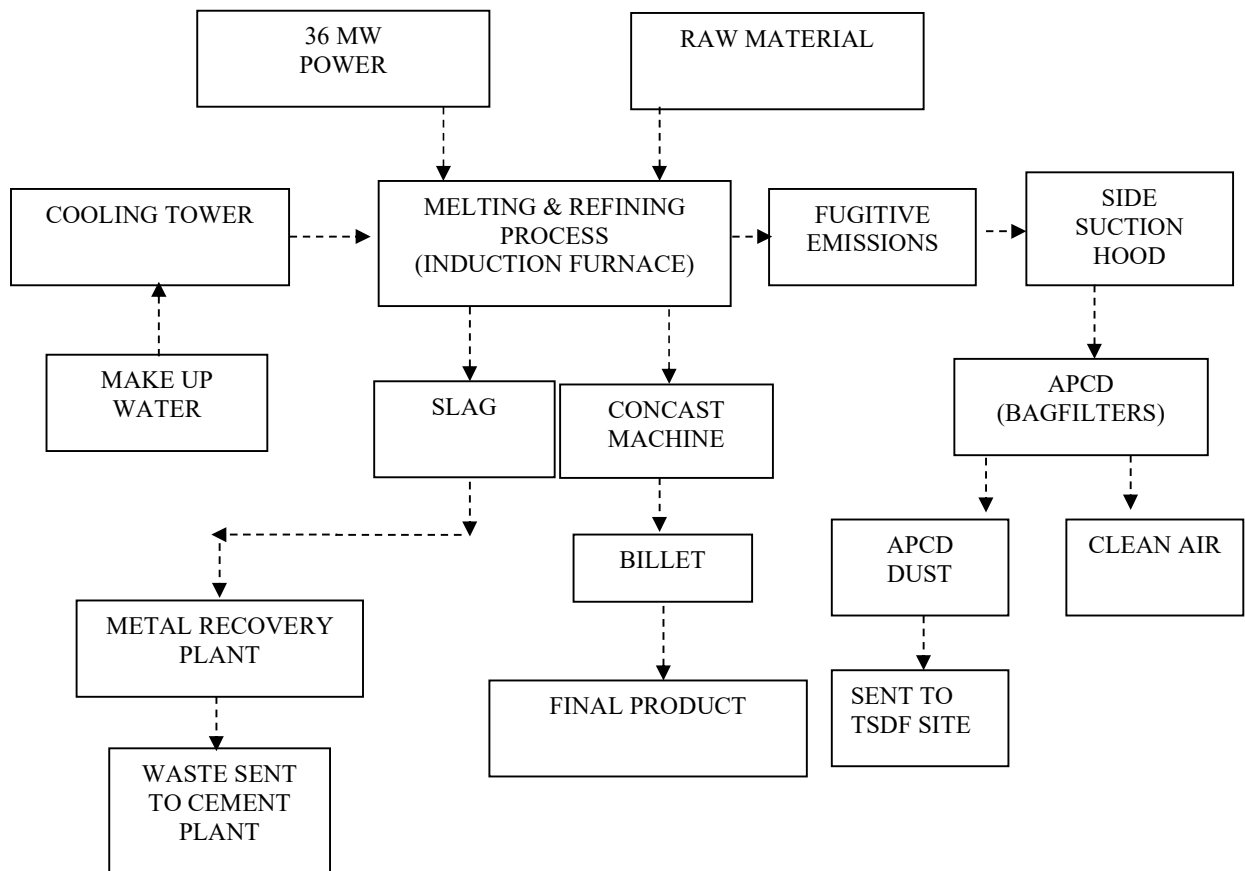 36 MW
POWER
RAW MATERIAL
COOLING TOWER
MELTING & REFINING
PROCESS
(INDUCTION FURNACE)
FUGITIVE
EMISSIONS
SIDE
SUCTION
HOOD
MAKE UP
WATER
SLAG
CONCAST
MACHINE
APCD
(BAGFILTERS)
BILLET
APCD
DUST
CLEAN AIR
METAL RECOVERY
PLANT
FINAL PRODUCT
SENT TO
TSDF SITE
WASTE SENT
TO CEMENT
PLANT